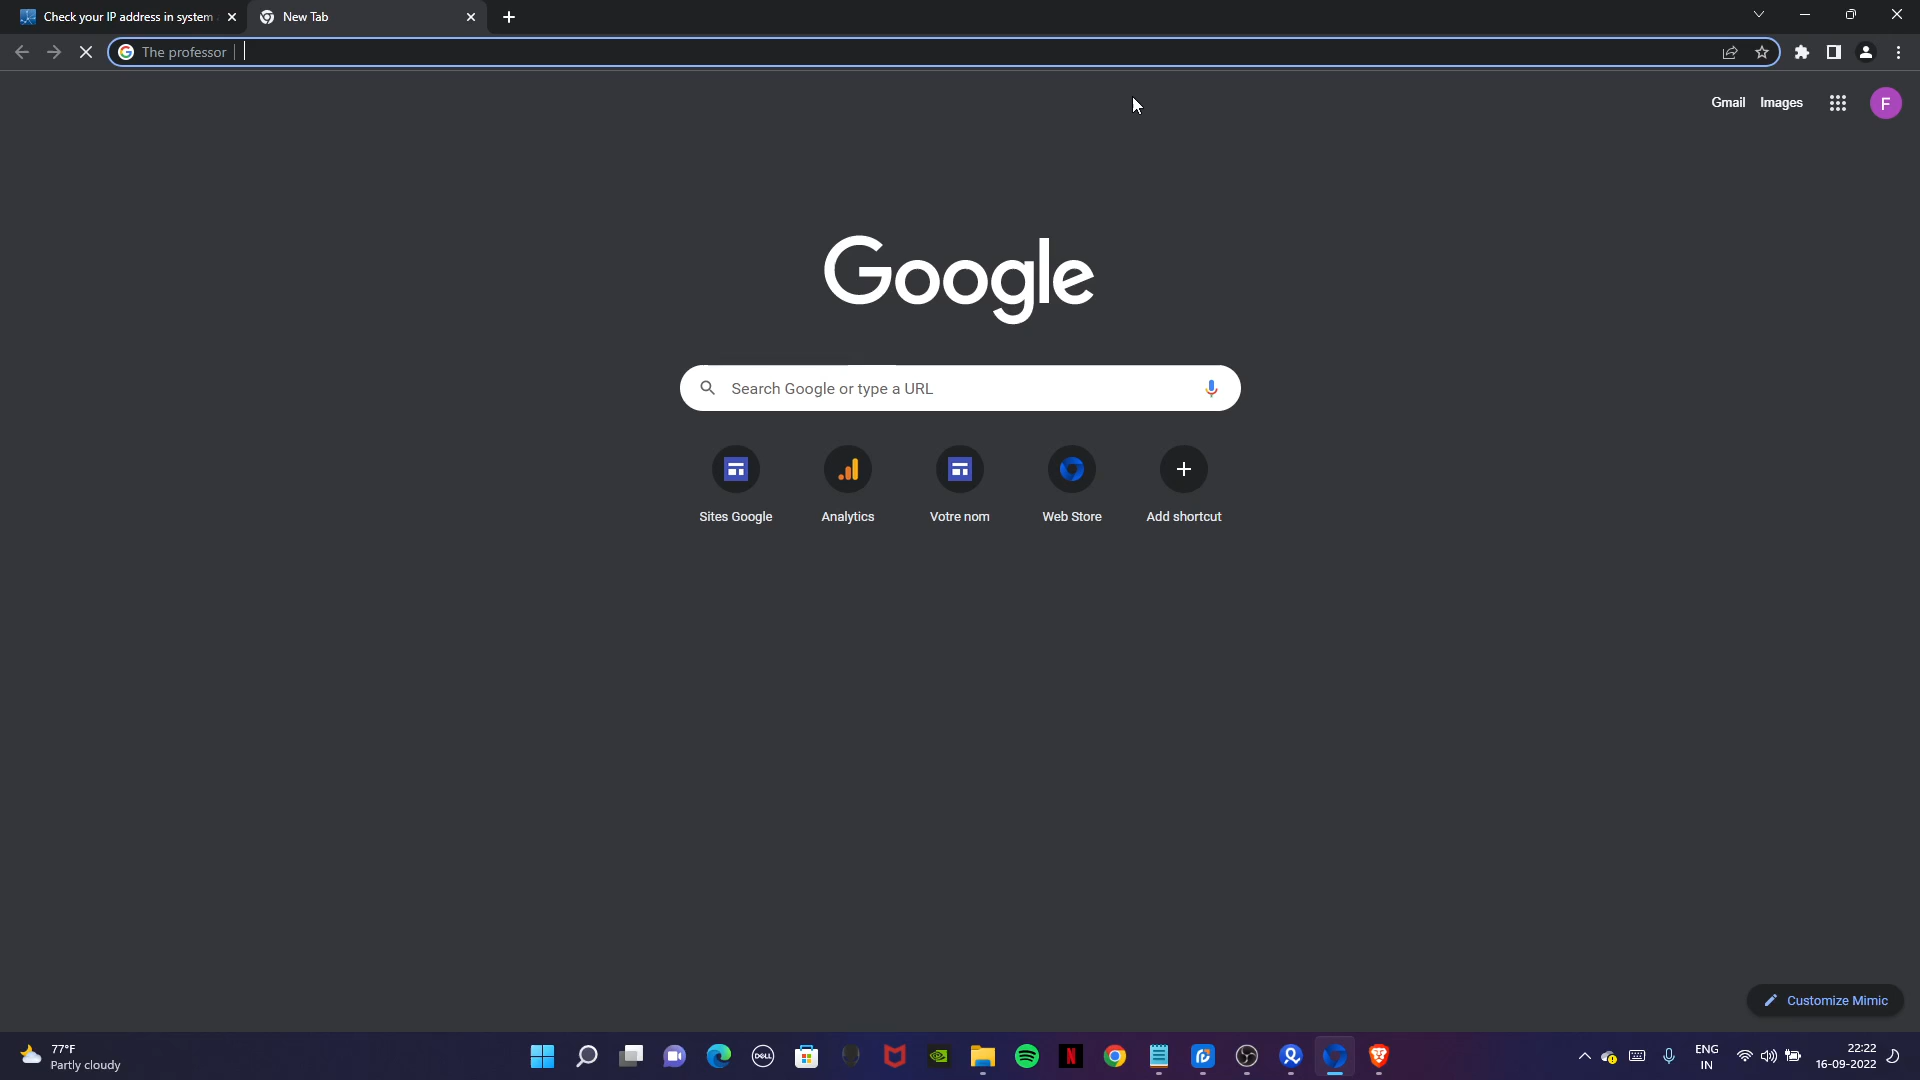 Check your IP address in system
New Tab
The professor |
Gmail Images
F
Google
Search Google or type a URL
Sites Google Analytics Votre nom Web Store Add shortcut
Customize Mimic
77°F
Partly cloudy
DELL
N
ENG
IN
22:22
16-09-2022